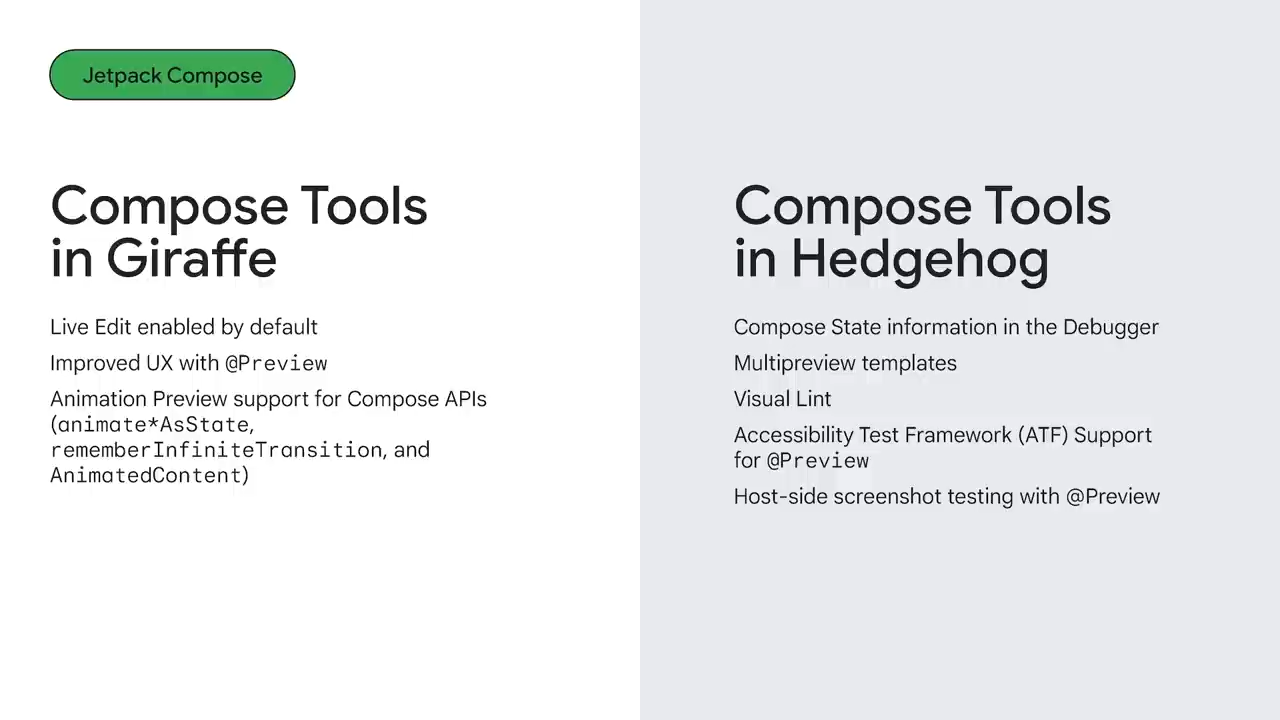 Jetpack Compose
Compose Tools
in Giraffe
Live Edit enabled by default
Improved UX with @Preview
Animation Preview support for Compose APIs
(animate*AsState,
rememberInfiniteTransition, and
AnimatedContent)
Compose Tools
in Hedgehog
Compose State information in the Debugger
Multipreview templates
Visual Lint
Accessibility Test Framework (ATF) Support
for @Preview
Host-side screenshot testing with @Preview